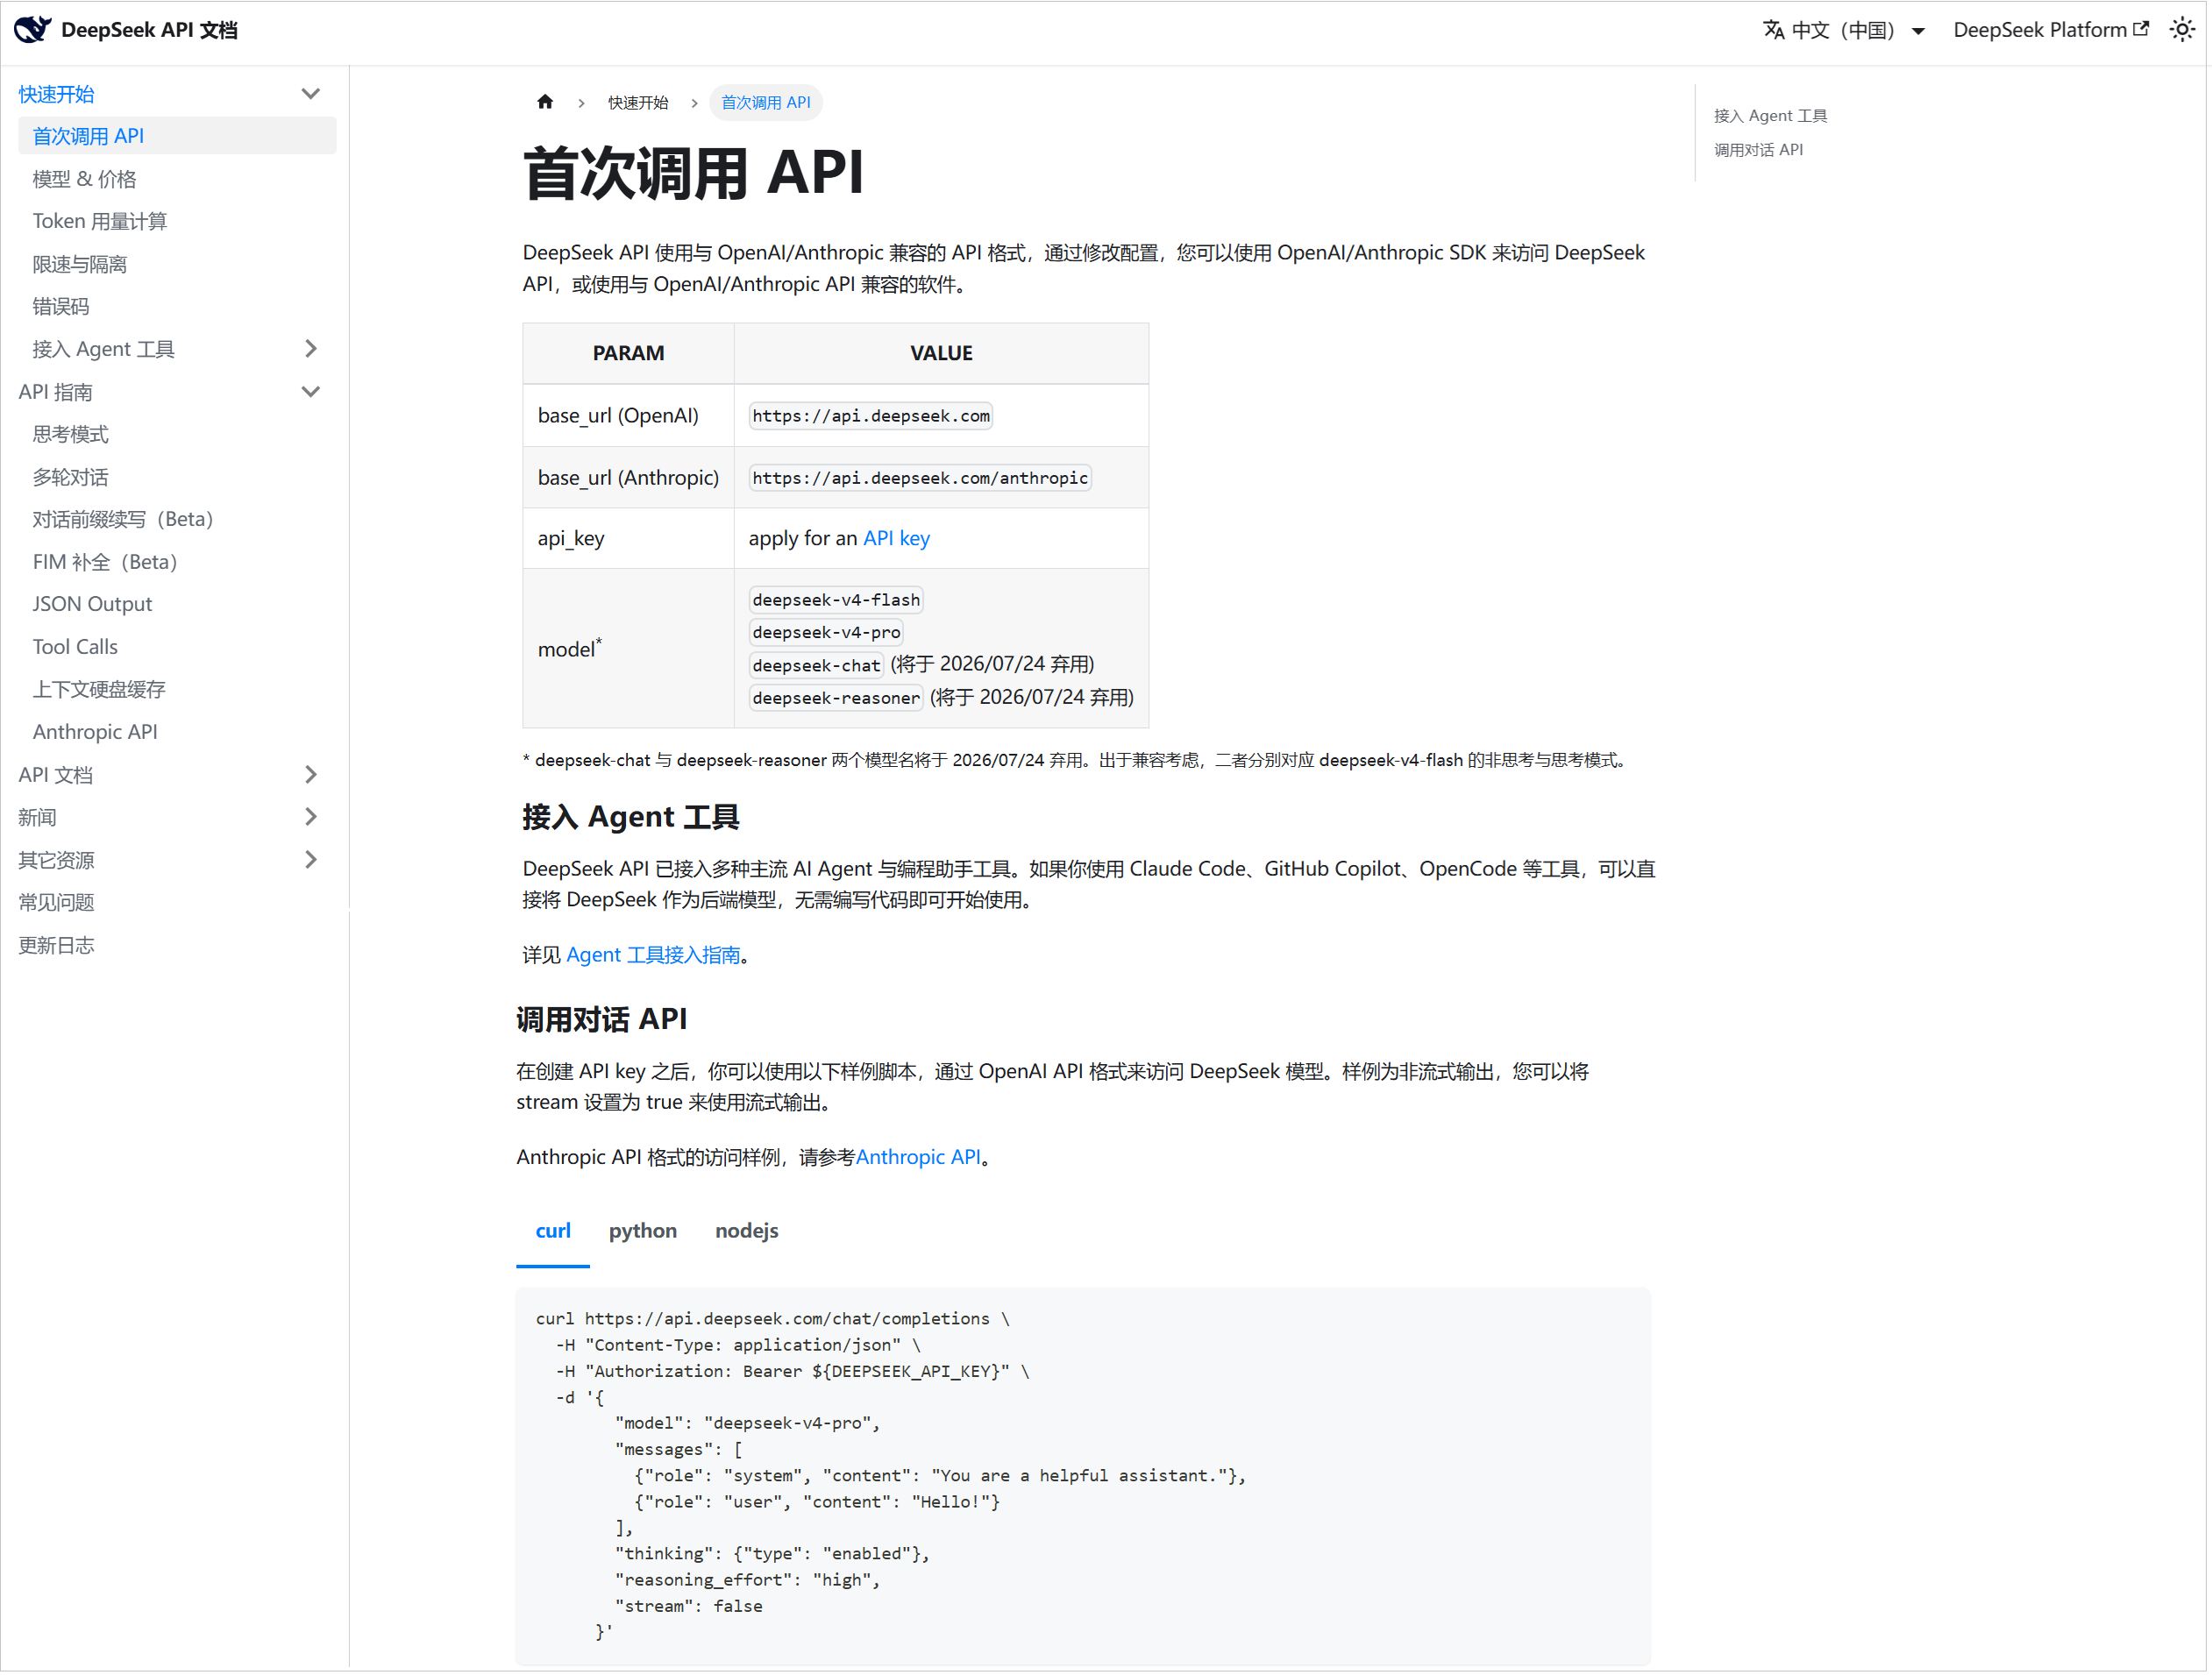 DeepSeek API 文档
中文（中国）
DeepSeek Platform
快速开始
首次调用 API
模型 & 价格
Token 用量计算
限速与隔离
错误码
接入 Agent 工具
API 指南
思考模式
多轮对话
对话前缀续写（Beta）
FIM 补全（Beta）
JSON Output
Tool Calls
上下文硬盘缓存
Anthropic API
API 文档
新闻
其它资源
常见问题
更新日志
快速开始 › 首次调用 API
首次调用 API
DeepSeek API 使用与 OpenAI/Anthropic 兼容的 API 格式，通过修改配置，您可以使用 OpenAI/Anthropic SDK 来访问 DeepSeek
API，或使用与 OpenAI/Anthropic API 兼容的软件。
PARAM VALUE
base_url (OpenAI) https://api.deepseek.com
base_url (Anthropic) https://api.deepseek.com/anthropic
api_key apply for an API key
model*
deepseek-v4-flash
deepseek-v4-pro
deepseek-chat (将于 2026/07/24 弃用)
deepseek-reasoner (将于 2026/07/24 弃用)
* deepseek-chat 与 deepseek-reasoner 两个模型名将于 2026/07/24 弃用。出于兼容考虑，二者分别对应 deepseek-v4-flash 的非思考与思考模式。
接入 Agent 工具
DeepSeek API 已接入多种主流 AI Agent 与编程助手工具。如果你使用 Claude Code、GitHub Copilot、OpenCode 等工具，可以直
接将 DeepSeek 作为后端模型，无需编写代码即可开始使用。
详见 Agent 工具接入指南。
调用对话 API
在创建 API key 之后，你可以使用以下样例脚本，通过 OpenAI API 格式来访问 DeepSeek 模型。样例为非流式输出，您可以将
stream 设置为 true 来使用流式输出。
Anthropic API 格式的访问样例，请参考Anthropic API。
curl python nodejs
curl https://api.deepseek.com/chat/completions \
  -H "Content-Type: application/json" \
  -H "Authorization: Bearer ${DEEPSEEK_API_KEY}" \
  -d '{
        "model": "deepseek-v4-pro",
        "messages": [
          {"role": "system", "content": "You are a helpful assistant."},
          {"role": "user", "content": "Hello!"}
        ],
        "thinking": {"type": "enabled"},
        "reasoning_effort": "high",
        "stream": false
      }'
接入 Agent 工具
调用对话 API